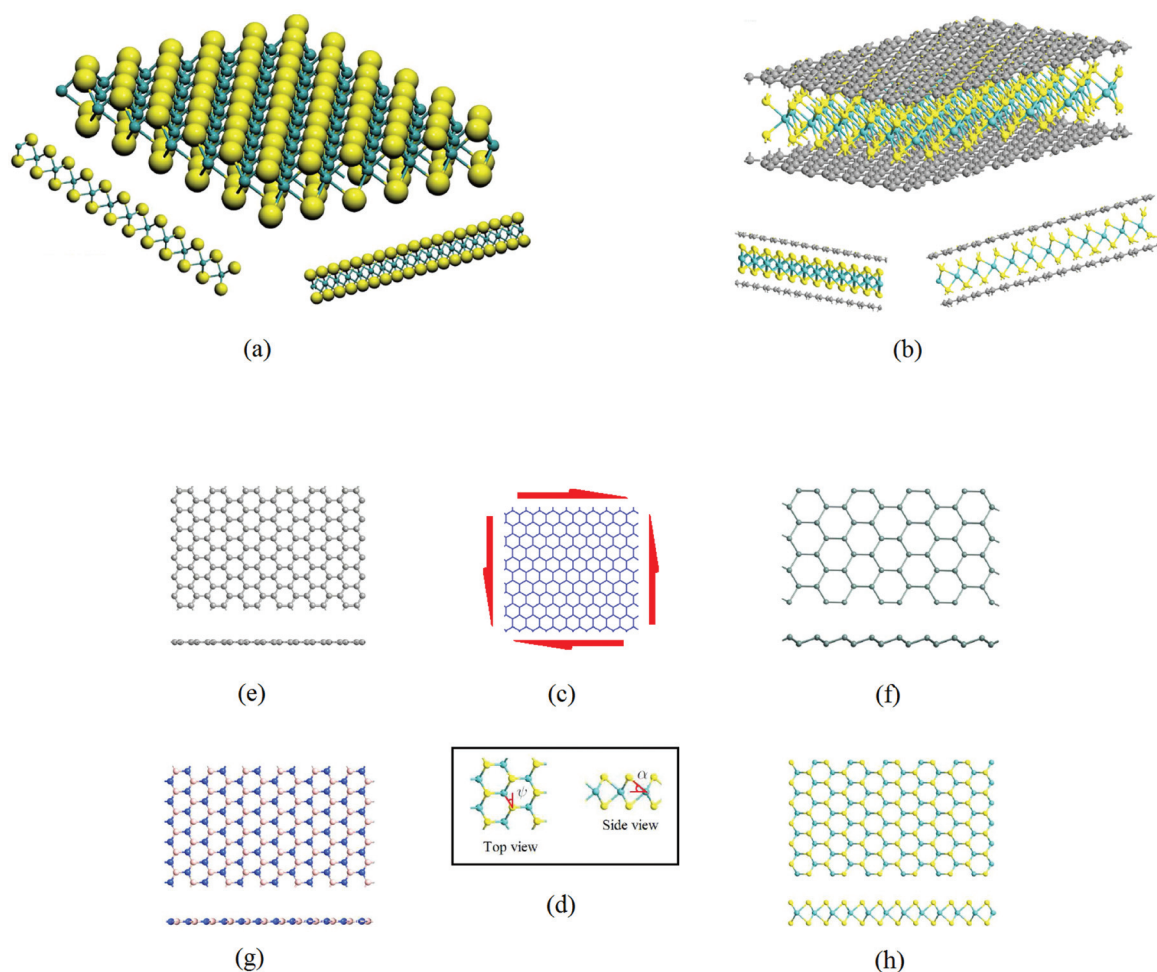 (a)
(b)
(e)
(c)
(f)
ψ
α
Top view
Side view
(d)
(g)
(h)